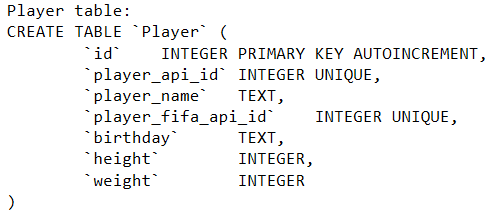 Player table:
CREATE TABLE `Player` (
	`id`	INTEGER PRIMARY KEY AUTOINCREMENT,
	`player_api_id`	INTEGER UNIQUE,
	`player_name`	TEXT,
	`player_fifa_api_id`	INTEGER UNIQUE,
	`birthday`	TEXT,
	`height`	INTEGER,
	`weight`	INTEGER
)